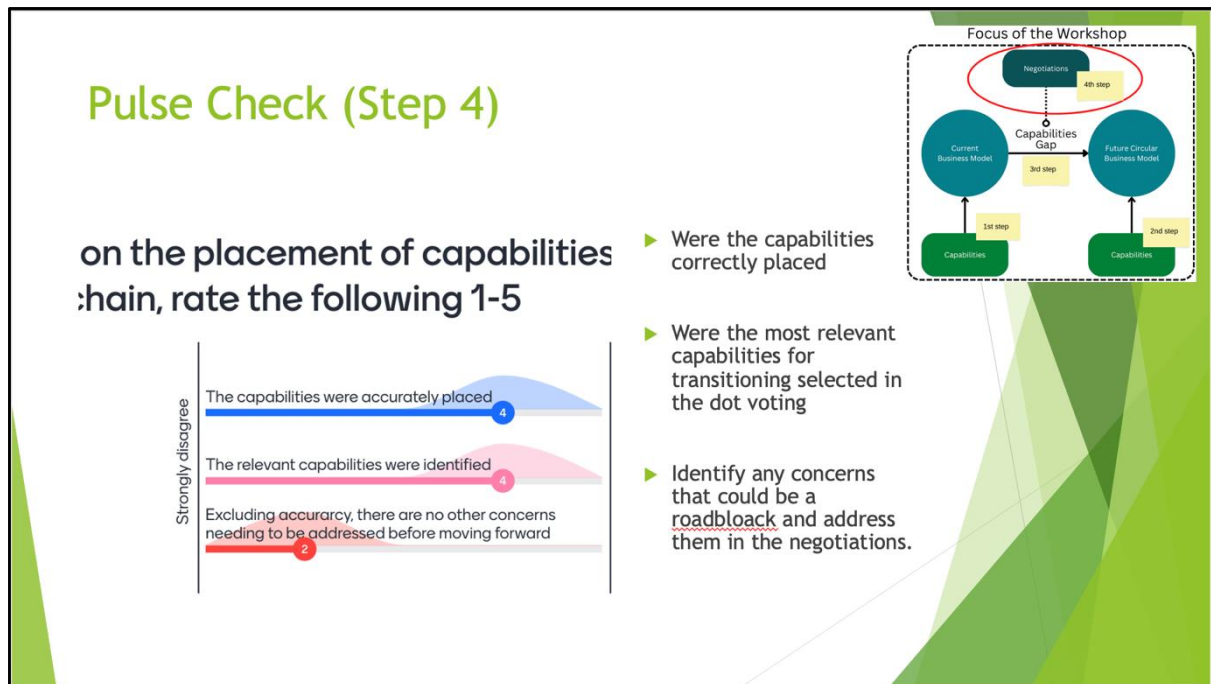 Pulse Check (Step 4)
on the placement of capabilities
chain, rate the following 1-5
Strongly disagree
The capabilities were accurately placed
4
The relevant capabilities were identified
4
Excluding accurarcy, there are no other concerns
needing to be addressed before moving forward
2
Were the capabilities
correctly placed
Were the most relevant
capabilities for
transitioning selected in
the dot voting
Identify any concerns
that could be a
roadbloack and address
them in the negotiations.
Focus of the Workshop
Negotiations
4th step
Current
Business Model
Capabilities
Gap
3rd step
Future Circular
Business Model
1st step
2nd step
Capabilities
Capabilities